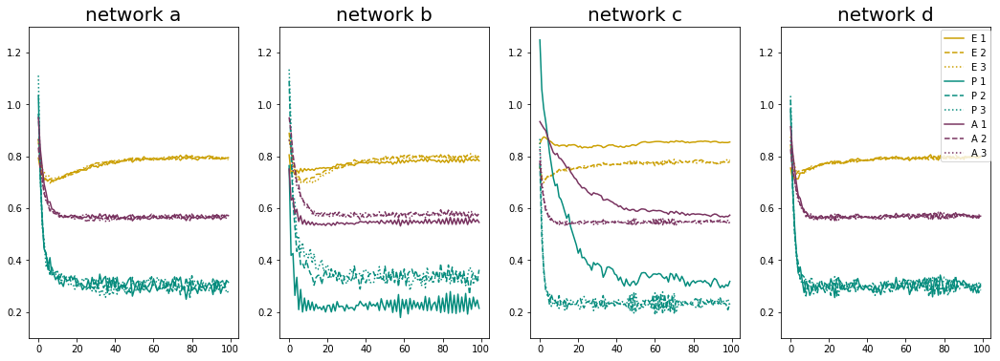 network a network b network c network d
1.2 1.2 1.2 1.2 E 1
E 2
E 3
1.0 1.0 1.0 1.0 P 1
P 2
P 3
A 1
0.8 0.8 0.8 0.8 A 2
A 3
0.6 0.6 0.6 0.6
0.4 0.4 0.4 0.4
0.2 0.2 0.2 0.2
0 20 40 60 80 100 0 20 40 60 80 100 0 20 40 60 80 100 0 20 40 60 80 100